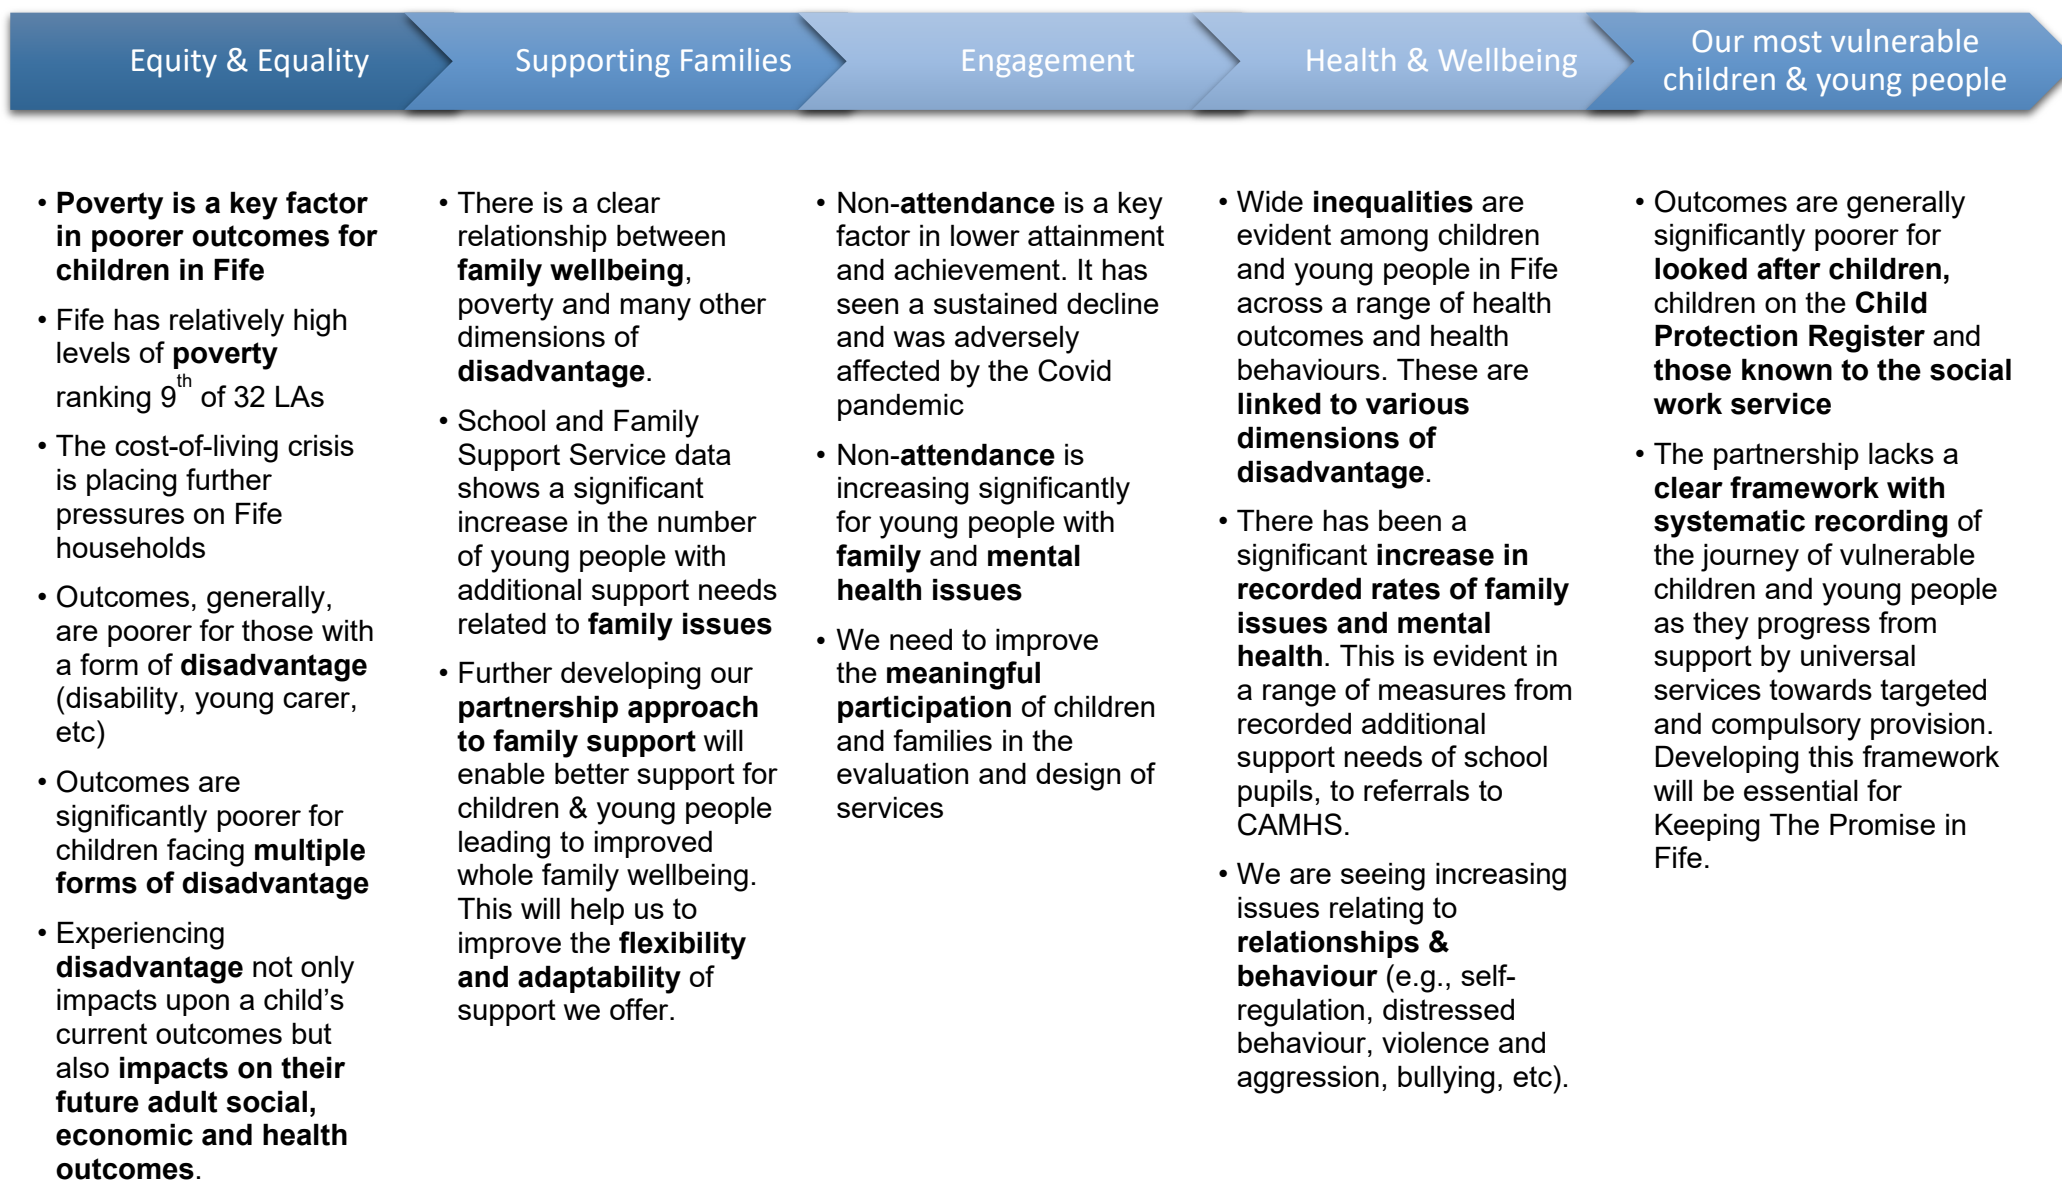 Equity & Equality
Supporting Families
Engagement
Health & Wellbeing
Our most vulnerable
children & young people
• Poverty is a key factor
in poorer outcomes for
children in Fife
• Fife has relatively high
levels of poverty
ranking 9th of 32 LAs
• The cost-of-living crisis
is placing further
pressures on Fife
households
• Outcomes, generally,
are poorer for those with
a form of disadvantage
(disability, young carer,
etc)
• Outcomes are
significantly poorer for
children facing multiple
forms of disadvantage
• Experiencing
disadvantage not only
impacts upon a child’s
current outcomes but
also impacts on their
future adult social,
economic and health
outcomes.
• There is a clear
relationship between
family wellbeing,
poverty and many other
dimensions of
disadvantage.
• School and Family
Support Service data
shows a significant
increase in the number
of young people with
additional support needs
related to family issues
• Further developing our
partnership approach
to family support will
enable better support for
children & young people
leading to improved
whole family wellbeing.
This will help us to
improve the flexibility
and adaptability of
support we offer.
• Non-attendance is a key
factor in lower attainment
and achievement. It has
seen a sustained decline
and was adversely
affected by the Covid
pandemic
• Non-attendance is
increasing significantly
for young people with
family and mental
health issues
• We need to improve
the meaningful
participation of children
and families in the
evaluation and design of
services
• Wide inequalities are
evident among children
and young people in Fife
across a range of health
outcomes and health
behaviours. These are
linked to various
dimensions of
disadvantage.
• There has been a
significant increase in
recorded rates of family
issues and mental
health. This is evident in
a range of measures from
recorded additional
support needs of school
pupils, to referrals to
CAMHS.
• We are seeing increasing
issues relating to
relationships &
behaviour (e.g., self-
regulation, distressed
behaviour, violence and
aggression, bullying, etc).
• Outcomes are generally
significantly poorer for
looked after children,
children on the Child
Protection Register and
those known to the social
work service
• The partnership lacks a
clear framework with
systematic recording of
the journey of vulnerable
children and young people
as they progress from
support by universal
services towards targeted
and compulsory provision.
Developing this framework
will be essential for
Keeping The Promise in
Fife.